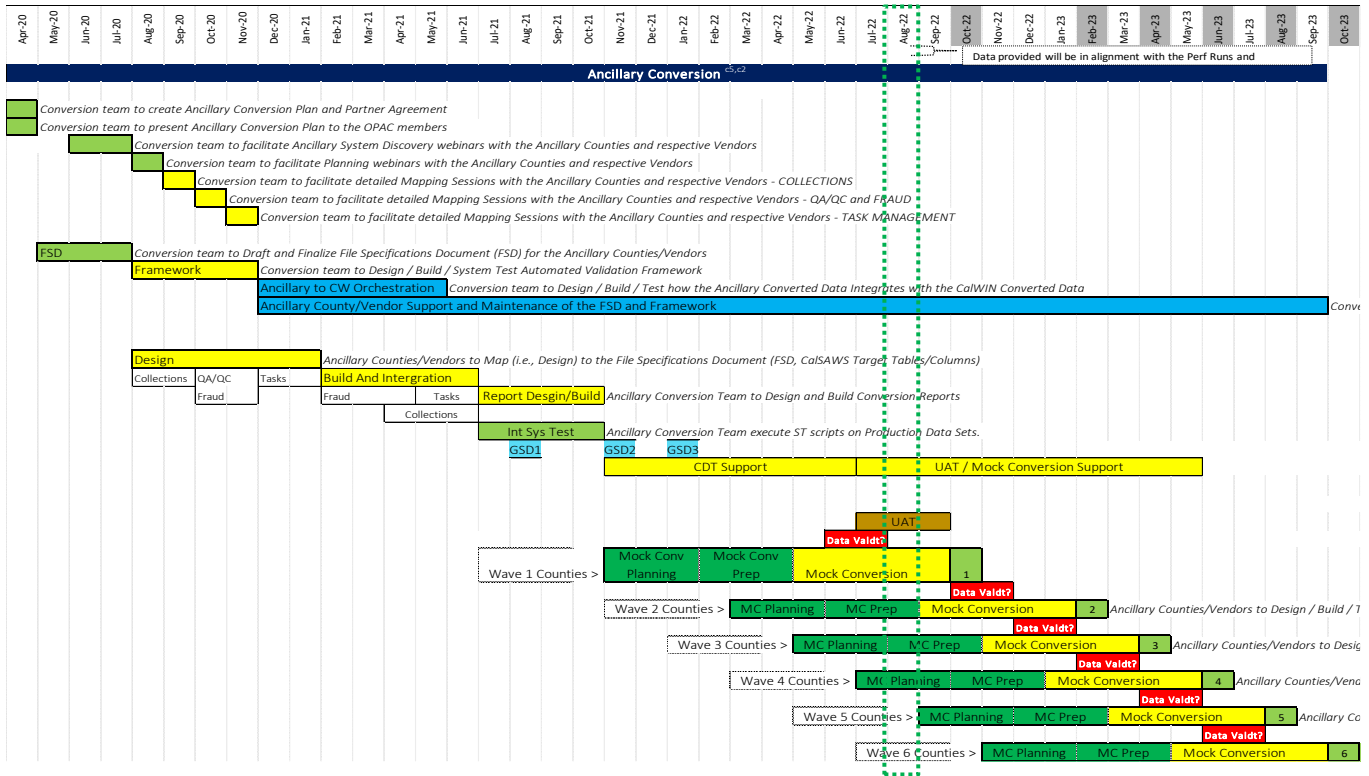 Apr-20 May-20 Jun-20 Jul-20 Aug-20 Sep-20 Oct-20 Nov-20 Dec-20 Jan-21 Feb-21 Mar-21 Apr-21 May-21 Jun-21 Jul-21 Aug-21 Sep-21 Oct-21 Nov-21 Dec-21 Jan-22 Feb-22 Mar-22 Apr-22 May-22 Jun-22 Jul-22 Aug-22 Sep-22 Oct-22 Nov-22 Dec-22 Jan-23 Feb-23 Mar-23 Apr-23 May-23 Jun-23 Jul-23 Aug-23 Sep-23 Oct-23
Data provided will be in alignment with the Perf Runs and
Ancillary Conversion c5,c2
Conversion team to create Ancillary Conversion Plan and Partner Agreement
Conversion team to present Ancillary Conversion Plan to the OPAC members
Conversion team to facilitate Ancillary System Discovery webinars with the Ancillary Counties and respective Vendors
Conversion team to facilitate Planning webinars with the Ancillary Counties and respective Vendors
Conversion team to facilitate detailed Mapping Sessions with the Ancillary Counties and respective Vendors - COLLECTIONS
Conversion team to facilitate detailed Mapping Sessions with the Ancillary Counties and respective Vendors - QA/QC and FRAUD
Conversion team to facilitate detailed Mapping Sessions with the Ancillary Counties and respective Vendors - TASK MANAGEMENT
FSD Conversion team to Draft and Finalize File Specifications Document (FSD) for the Ancillary Counties/Vendors
Framework Conversion team to Design / Build / System Test Automated Validation Framework
Ancillary to CW Orchestration Conversion team to Design / Build / Test how the Ancillary Converted Data Integrates with the CalWIN Converted Data
Ancillary County/Vendor Support and Maintenance of the FSD and Framework Conve
Design Ancillary Counties/Vendors to Map (i.e., Design) to the File Specifications Document (FSD, CalSAWS Target Tables/Columns)
Collections QA/QC Tasks Build And Intergration
Fraud Fraud Tasks Report Desgin/Build Ancillary Conversion Team to Design and Build Conversion Reports
Collections
Int Sys Test Ancillary Conversion Team execute ST scripts on Production Data Sets.
GSD1 GSD2 GSD3
CDT Support UAT / Mock Conversion Support
UAT
Data Valdt?
Mock Conv Mock Conv
Wave 1 Counties > Planning Prep Mock Conversion 1
Data Valdt?
Wave 2 Counties > MC Planning MC Prep Mock Conversion 2 Ancillary Counties/Vendors to Design / Build / T
Data Valdt?
Wave 3 Counties > MC Planning MC Prep Mock Conversion 3 Ancillary Counties/Vendors to Desig
Data Valdt?
Wave 4 Counties > MC Planning MC Prep Mock Conversion 4 Ancillary Counties/Vend
Data Valdt?
Wave 5 Counties > MC Planning MC Prep Mock Conversion 5 Ancillary Co
Data Valdt?
Wave 6 Counties > MC Planning MC Prep Mock Conversion 6